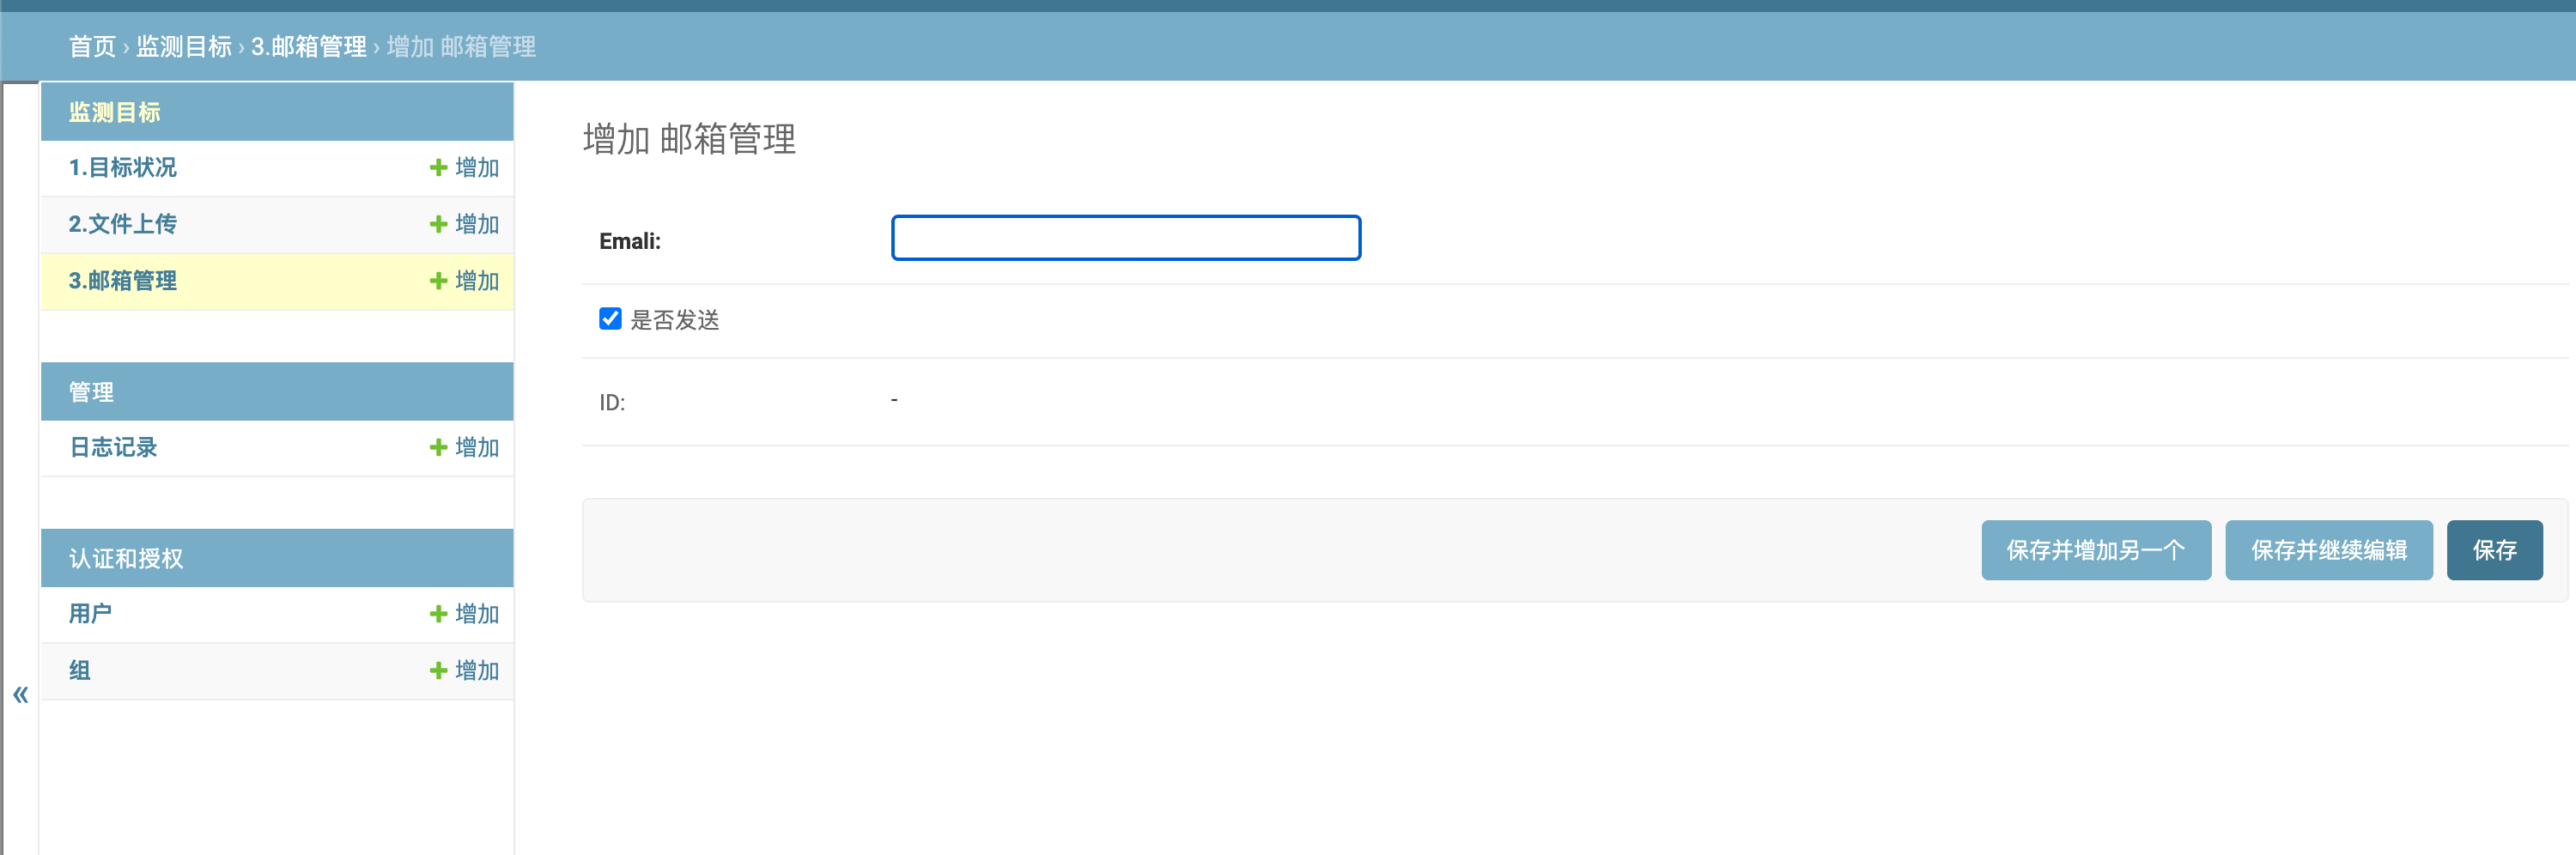 首页 › 监测目标 › 3.邮箱管理 › 增加 邮箱管理
监测目标
1.目标状况 增加
2.文件上传 增加
3.邮箱管理 增加
管理
日志记录 增加
认证和授权
用户 增加
组 增加
«
增加 邮箱管理
Emali:
是否发送
ID: -
保存并增加另一个 保存并继续编辑 保存